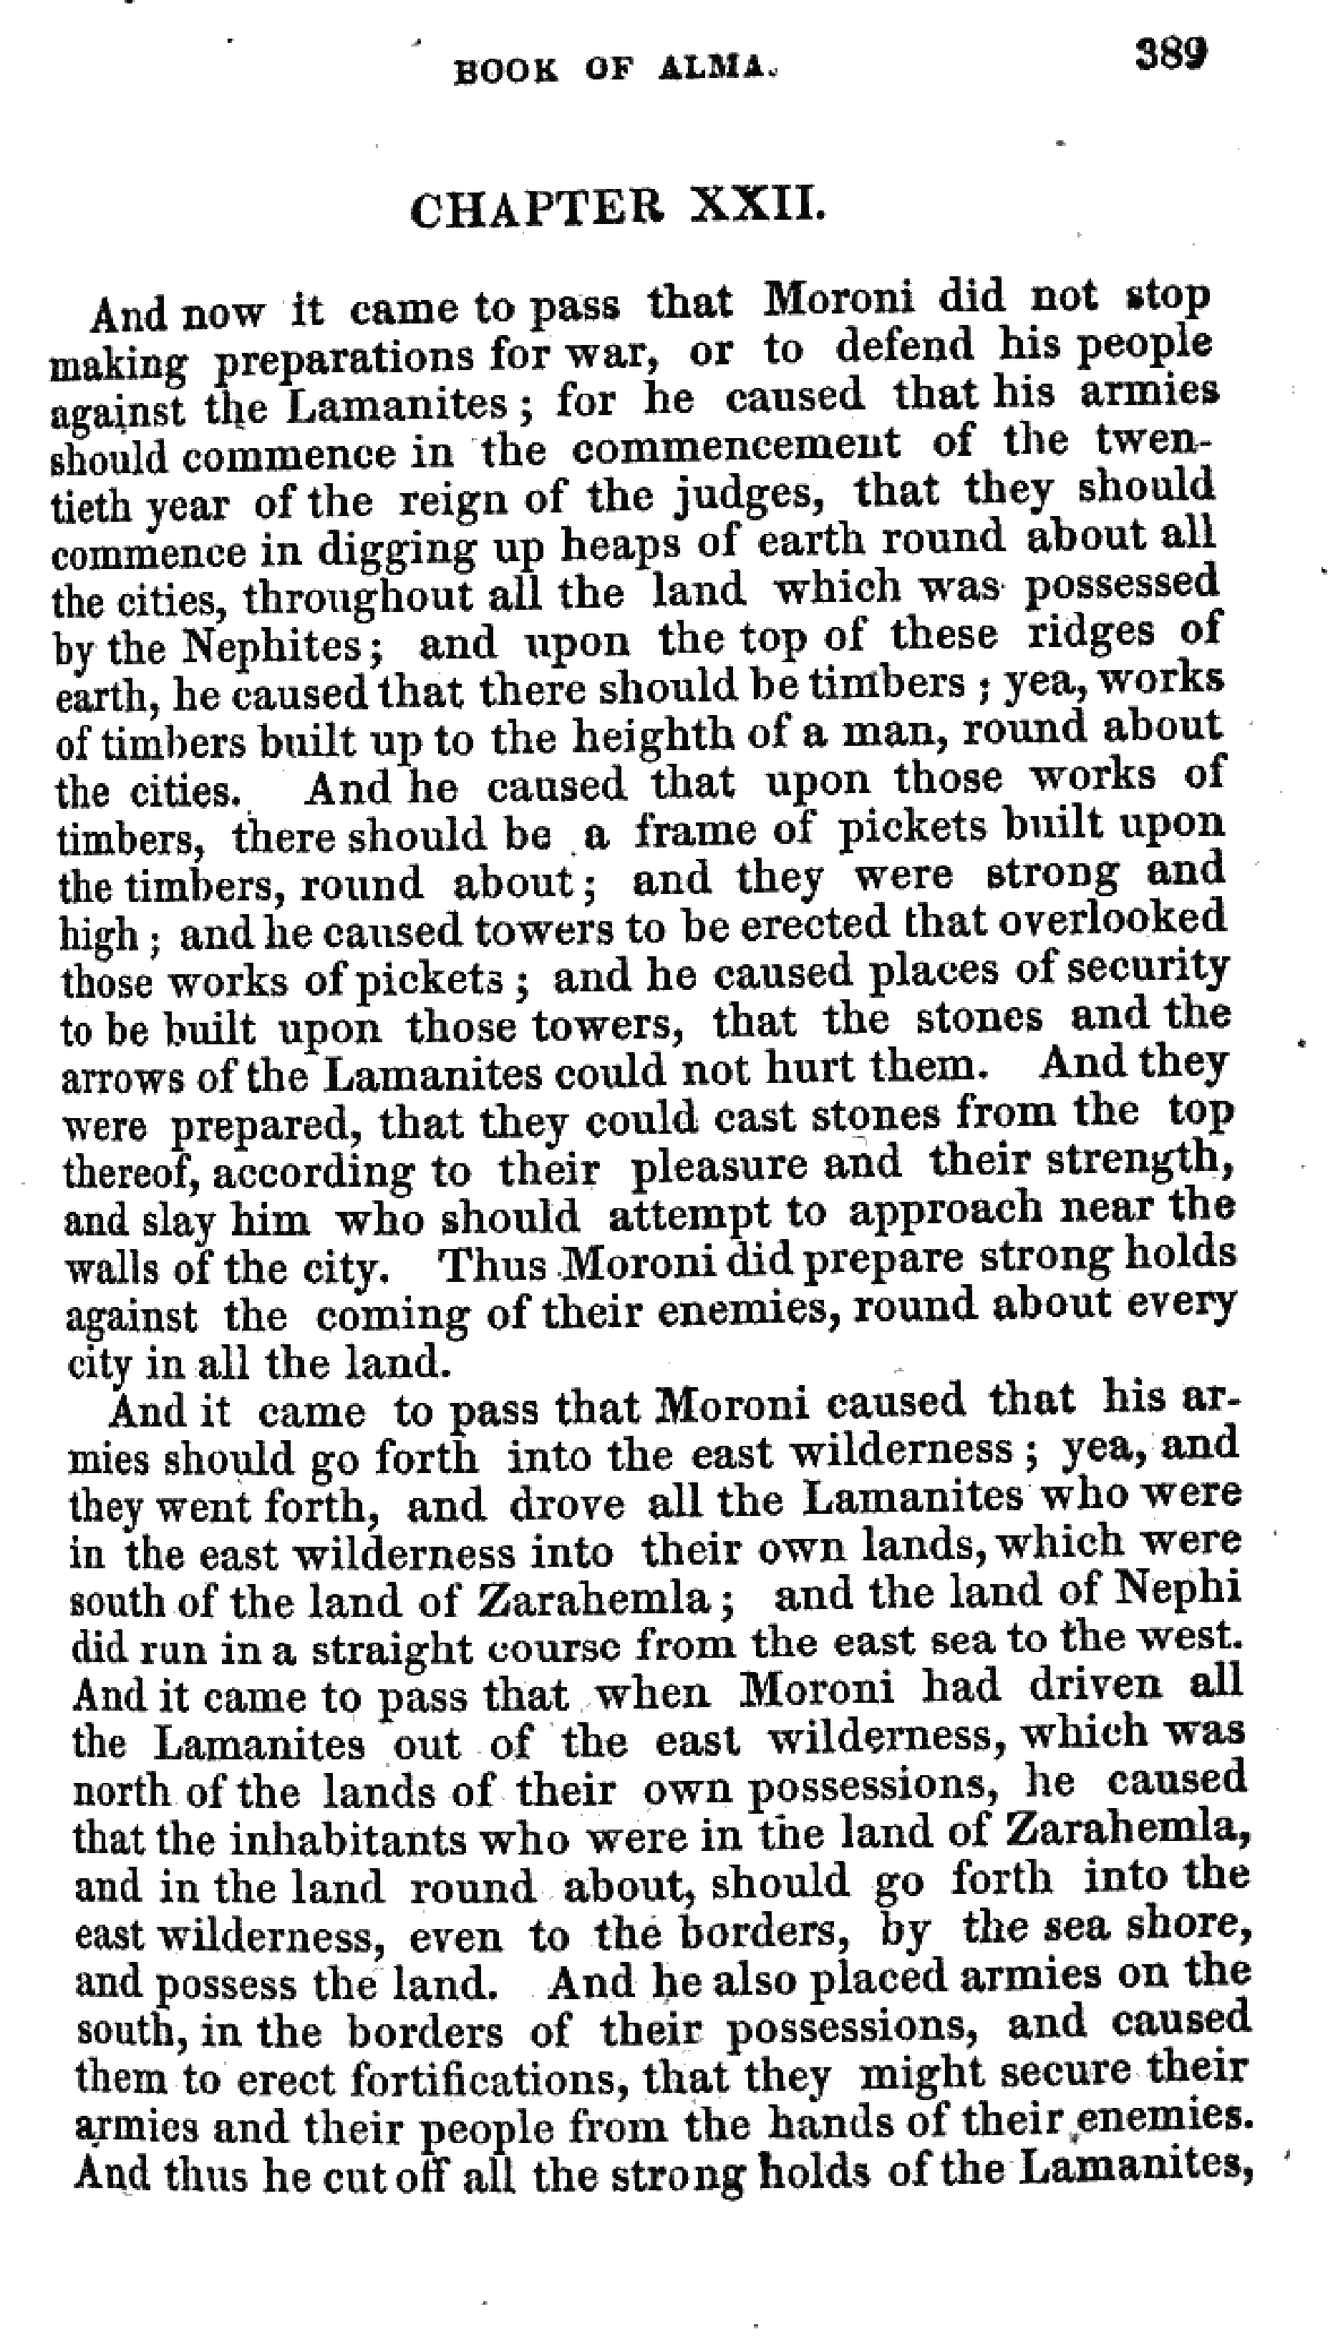 BOOK OF ALMA. 389
CHAPTER XXII.
And now it came to pass that Moroni did not stop
making preparations for war, or to defend his people
against the Lamanites; for he caused that his armies
should commence in the commencement of the twen-
tieth year of the reign of the judges, that they should
commence in digging up heaps of earth round about all
the cities, throughout all the land which was possessed
by the Nephites; and upon the top of these ridges of
earth, he caused that there should be timbers; yea, works
of timbers built up to the heighth of a man, round about
the cities. And he caused that upon those works of
timbers, there should be a frame of pickets built upon
the timbers, round about; and they were strong and
high; and he caused towers to be erected that overlooked
those works of pickets; and he caused places of security
to be built upon those towers, that the stones and the
arrows of the Lamanites could not hurt them. And they
were prepared, that they could cast stones from the top
thereof, according to their pleasure and their strength,
and slay him who should attempt to approach near the
walls of the city. Thus Moroni did prepare strong holds
against the coming of their enemies, round about every
city in all the land.
And it came to pass that Moroni caused that his ar-
mies should go forth into the east wilderness; yea, and
they went forth, and drove all the Lamanites who were
in the east wilderness into their own lands, which were
south of the land of Zarahemla; and the land of Nephi
did run in a straight course from the east sea to the west.
And it came to pass that when Moroni had driven all
the Lamanites out of the east wilderness, which was
north of the lands of their own possessions, he caused
that the inhabitants who were in the land of Zarahemla,
and in the land round about, should go forth into the
east wilderness, even to the borders, by the sea shore,
and possess the land. And he also placed armies on the
south, in the borders of their possessions, and caused
them to erect fortifications, that they might secure their
armies and their people from the hands of their enemies.
And thus he cut off all the strong holds of the Lamanites,